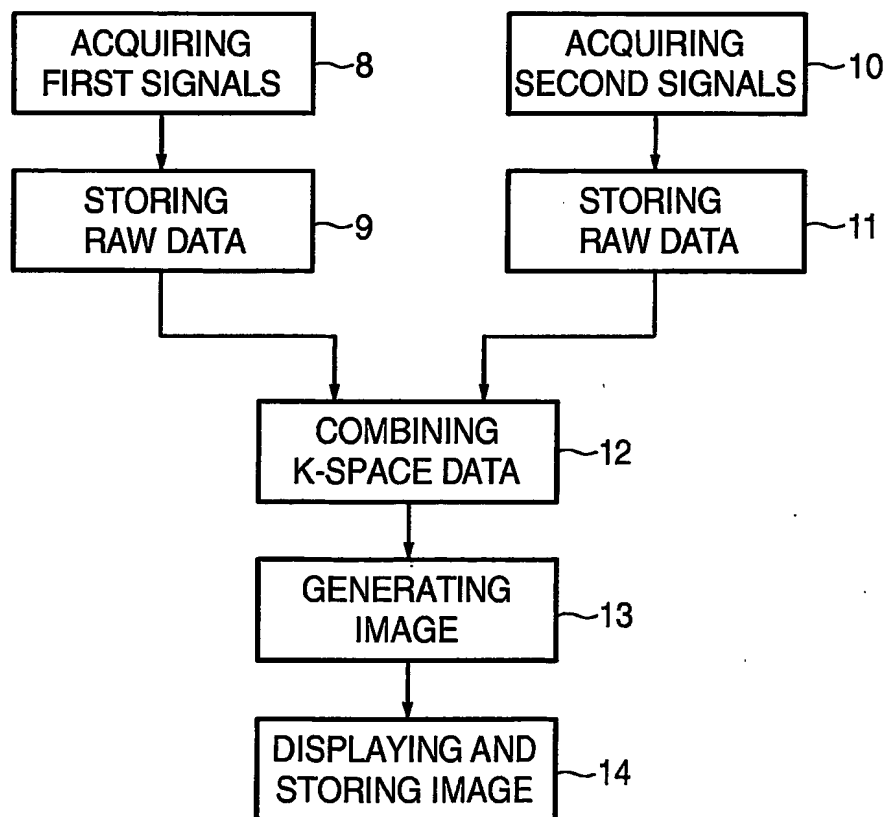 ACQUIRING
FIRST SIGNALS
8
ACQUIRING
SECOND SIGNALS
10
STORING
RAW DATA
9
STORING
RAW DATA
11
COMBINING
K-SPACE DATA
12
GENERATING
IMAGE
13
DISPLAYING AND
STORING IMAGE
14